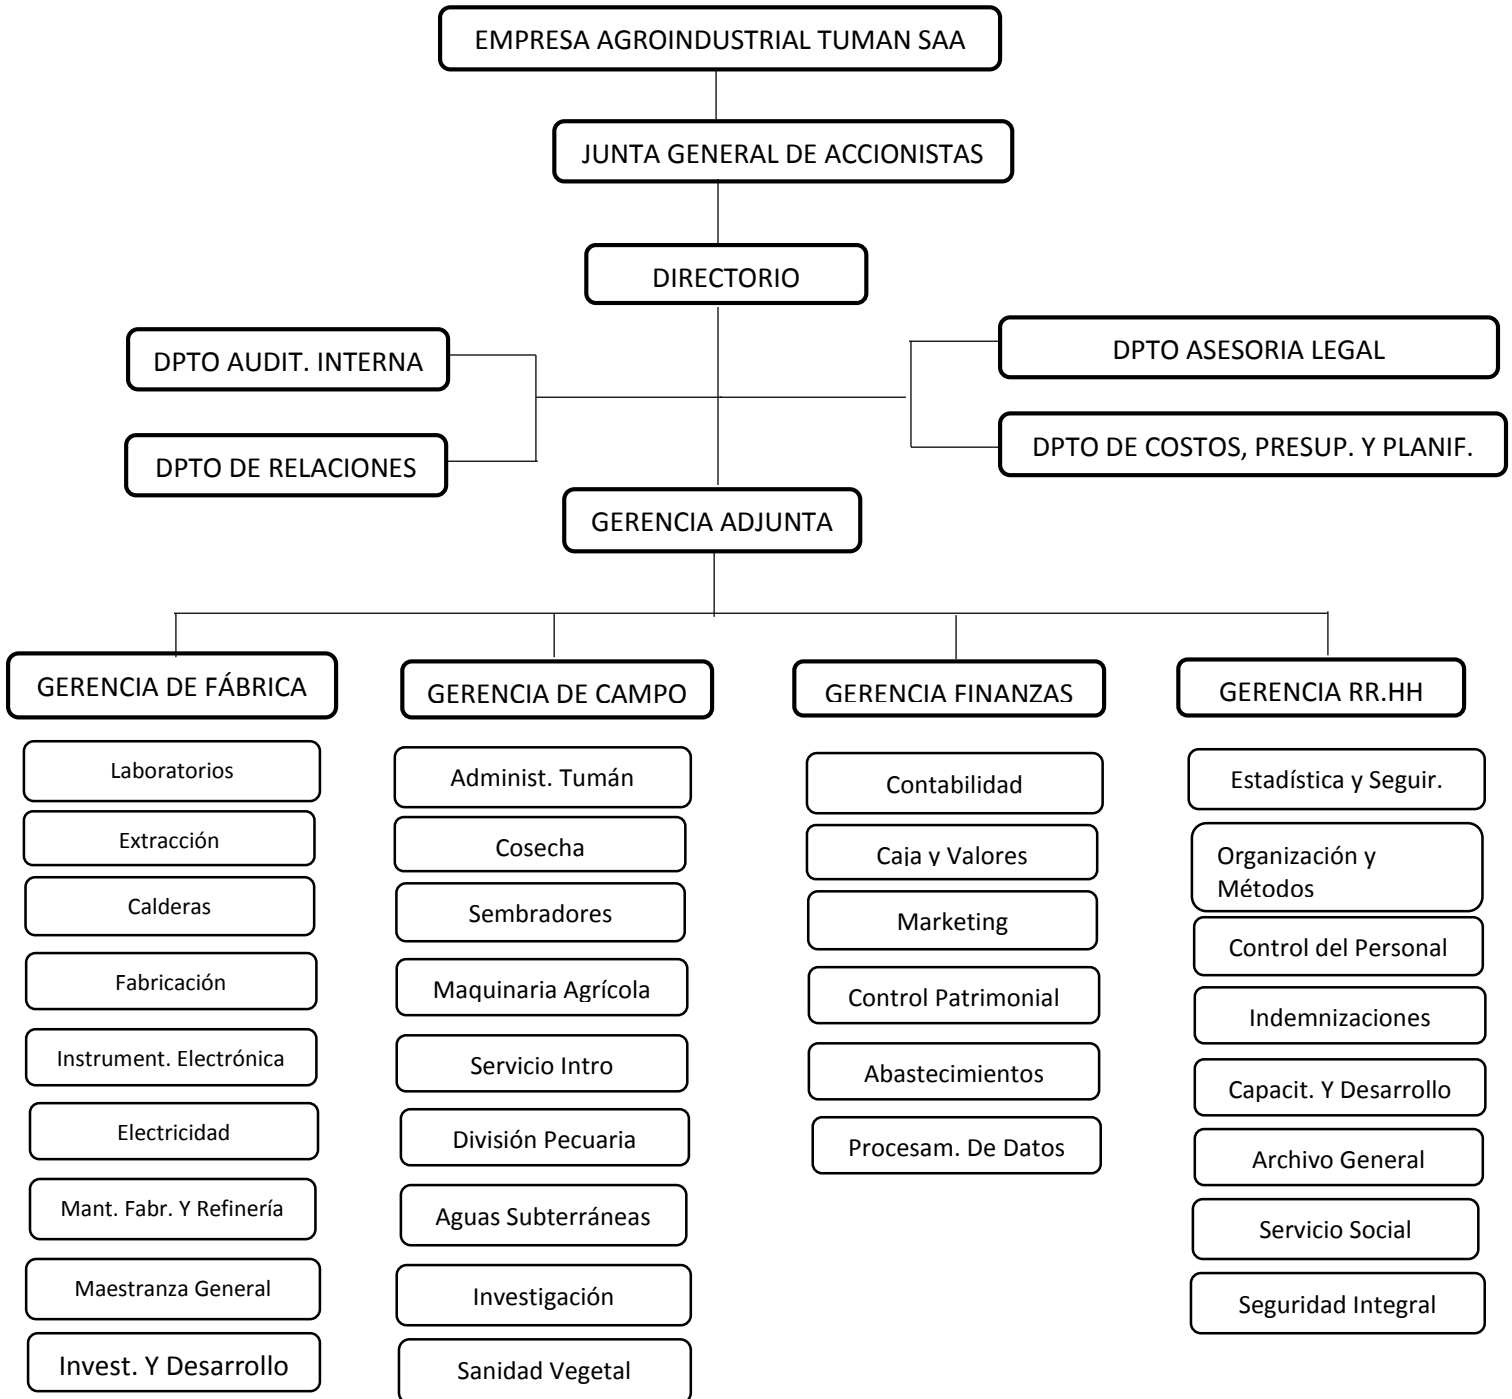 EMPRESA AGROINDUSTRIAL TUMAN SAA
JUNTA GENERAL DE ACCIONISTAS
DIRECTORIO
DPTO AUDIT. INTERNA
DPTO ASESORIA LEGAL
DPTO DE RELACIONES
DPTO DE COSTOS, PRESUP. Y PLANIF.
GERENCIA ADJUNTA
GERENCIA DE FÁBRICA
Laboratorios
Extracción
Calderas
Fabricación
Instrument. Electrónica
Electricidad
Mant. Fabr. Y Refinería
Maestranza General
Invest. Y Desarrollo
GERENCIA DE CAMPO
Administ. Tumán
Cosecha
Sembradores
Maquinaria Agrícola
Servicio Intro
División Pecuaria
Aguas Subterráneas
Investigación
Sanidad Vegetal
GERENCIA FINANZAS
Contabilidad
Caja y Valores
Marketing
Control Patrimonial
Abastecimientos
Procesam. De Datos
GERENCIA RR.HH
Estadística y Seguir.
Organización y
Métodos
Control del Personal
Indemnizaciones
Capacit. Y Desarrollo
Archivo General
Servicio Social
Seguridad Integral